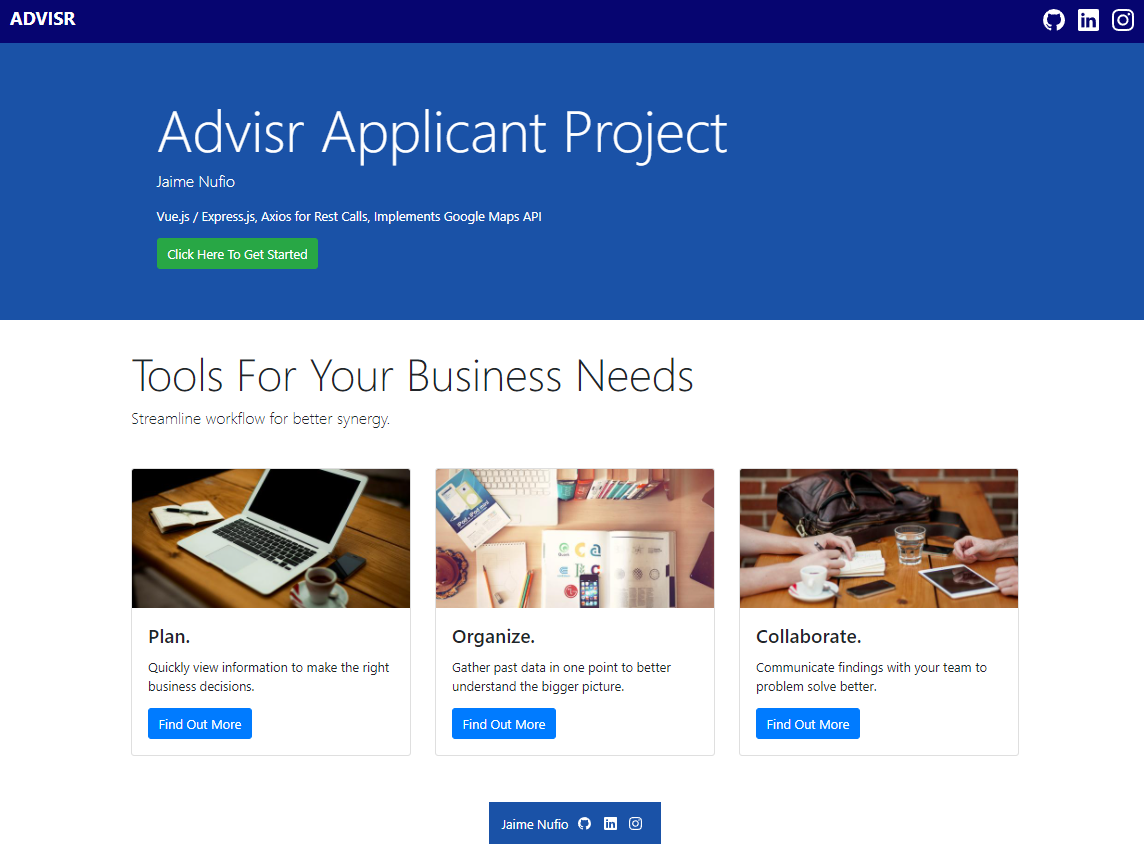 ADVISR
Advisr Applicant Project
Jaime Nufio
Vue.js / Express.js, Axios for Rest Calls, Implements Google Maps API
Click Here To Get Started
Tools For Your Business Needs
Streamline workflow for better synergy.
Plan.
Quickly view information to make the right
business decisions.
Find Out More
Organize.
Gather past data in one point to better
understand the bigger picture.
Find Out More
Collaborate.
Communicate findings with your team to
problem solve better.
Find Out More
Jaime Nufio